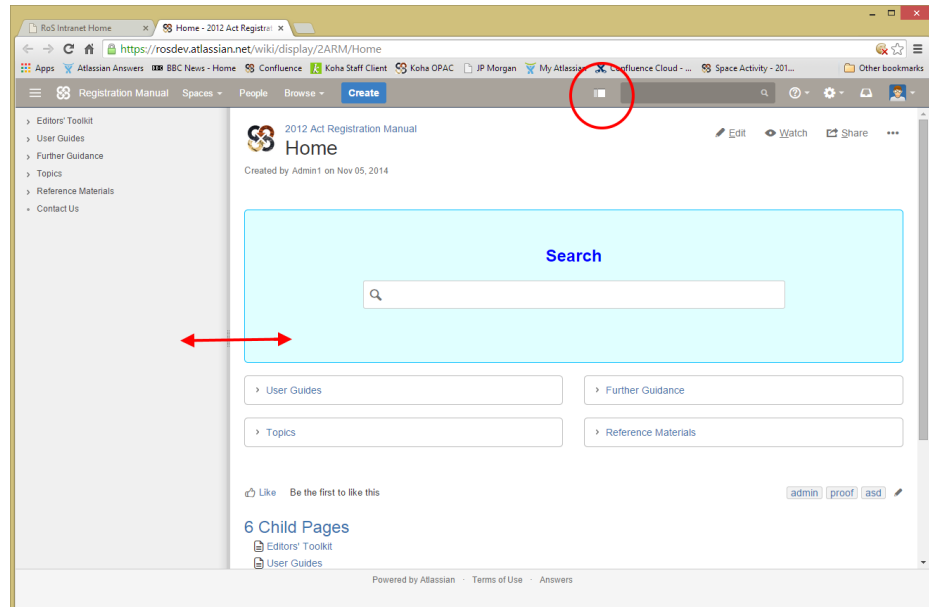 RoS Intranet Home
Home - 2012 Act Registrat
https://rosdev.atlassian.net/wiki/display/2ARM/Home
Apps Atlassian Answers BBC News - Home Confluence Koha Staff Client Koha OPAC JP Morgan My Atlassian Confluence Cloud - ... Space Activity - 201... Other bookmarks
Registration Manual Spaces People Browse Create
Editors' Toolkit
User Guides
Further Guidance
Topics
Reference Materials
Contact Us
2012 Act Registration Manual
Home
Edit Watch Share
Created by Admin1 on Nov 05, 2014
Search
User Guides
Further Guidance
Topics
Reference Materials
Like Be the first to like this
admin proof asd
6 Child Pages
Editors' Toolkit
User Guides
Powered by Atlassian · Terms of Use · Answers